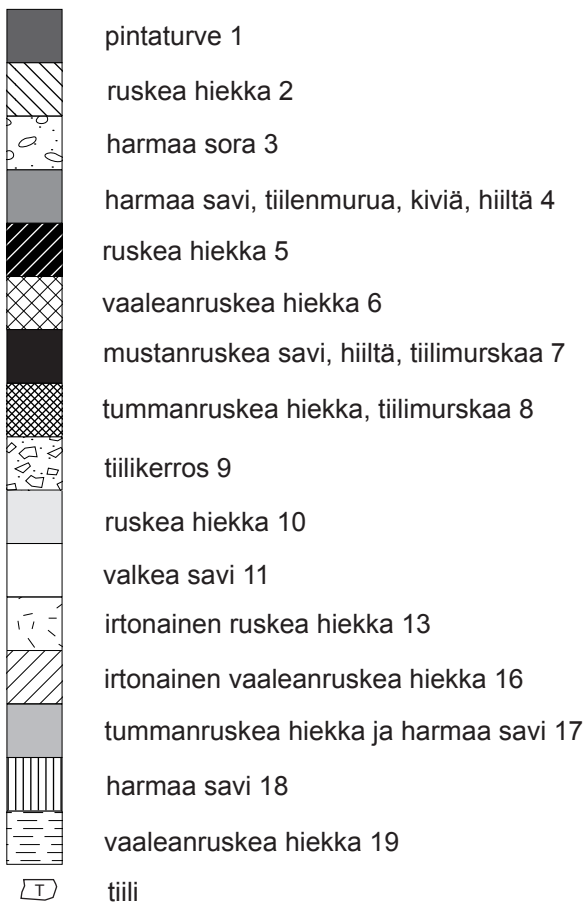 pintaturve 1
ruskea hiekka 2
harmaa sora 3
harmaa savi, tiilenmurua, kiviä, hiiltä 4
ruskea hiekka 5
vaaleanruskea hiekka 6
mustanruskea savi, hiiltä, tiilimurskaa 7
tummanruskea hiekka, tiilimurskaa 8
tiilikerros 9
ruskea hiekka 10
valkea savi 11
irtonainen ruskea hiekka 13
irtonainen vaaleanruskea hiekka 16
tummanruskea hiekka ja harmaa savi 17
harmaa savi 18
vaaleanruskea hiekka 19
T tiili